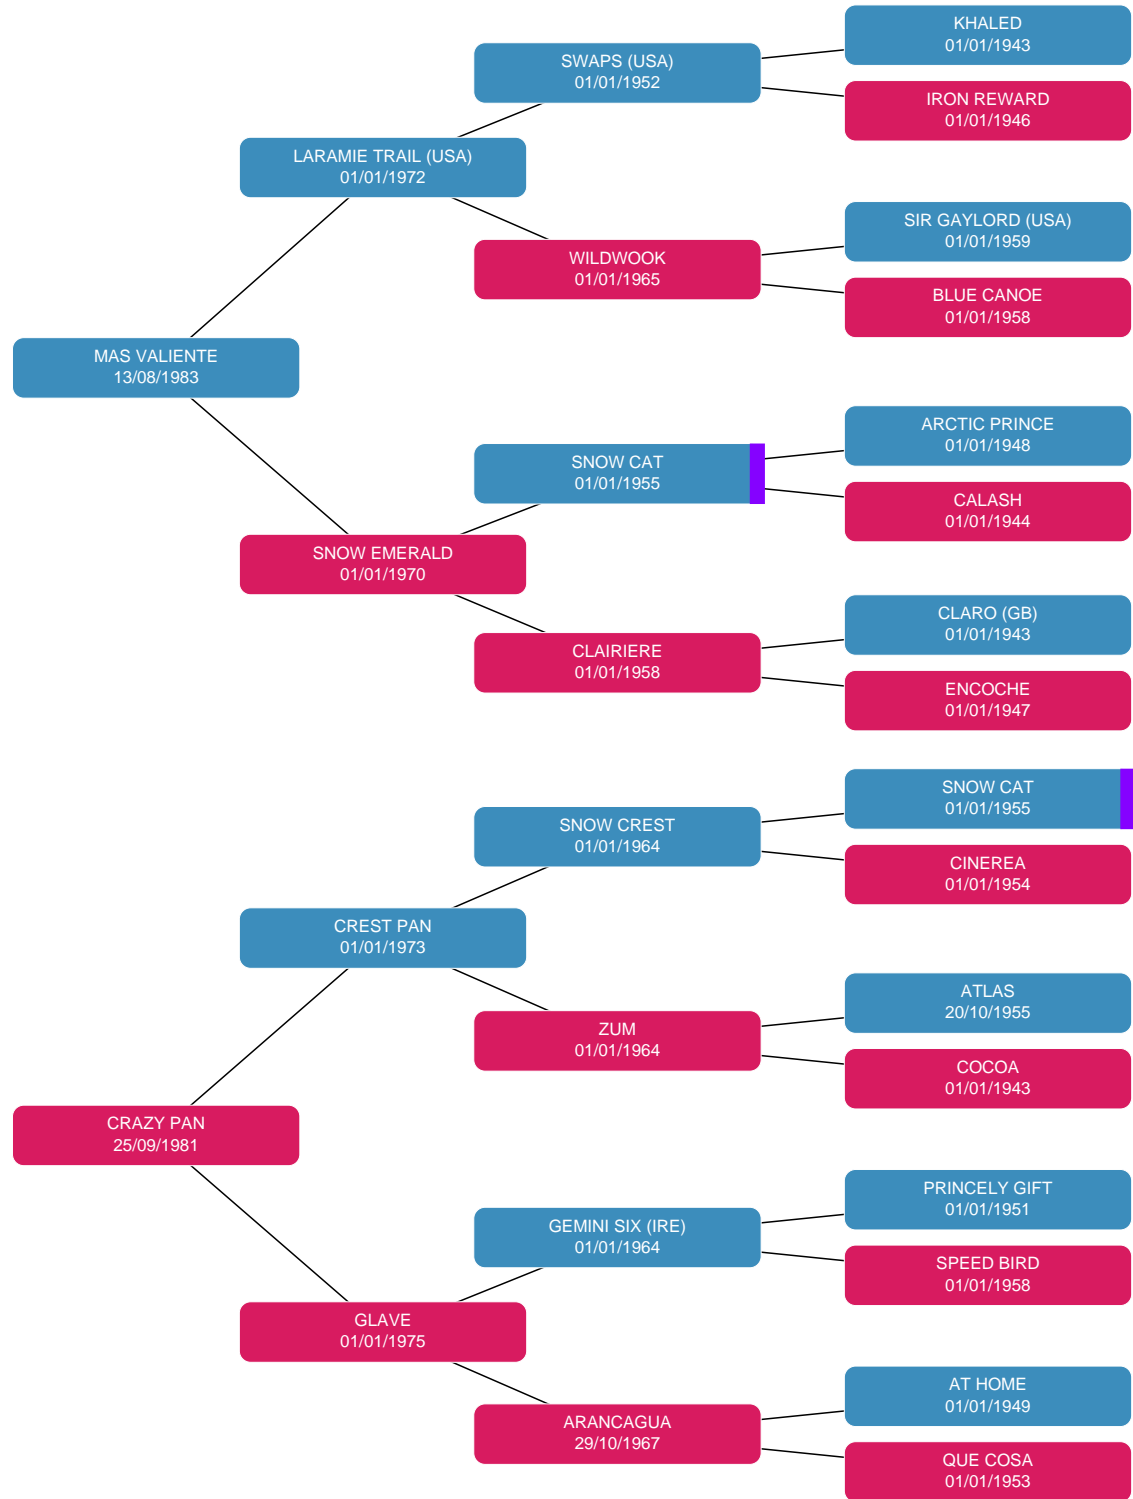 KHALED
01/01/1943
SWAPS (USA)
01/01/1952
IRON REWARD
01/01/1946
LARAMIE TRAIL (USA)
01/01/1972
SIR GAYLORD (USA)
01/01/1959
WILDWOOK
01/01/1965
BLUE CANOE
01/01/1958
MAS VALIENTE
13/08/1983
ARCTIC PRINCE
01/01/1948
SNOW CAT
01/01/1955
CALASH
01/01/1944
SNOW EMERALD
01/01/1970
CLARO (GB)
01/01/1943
CLAIRIERE
01/01/1958
ENCOCHE
01/01/1947
SNOW CAT
01/01/1955
SNOW CREST
01/01/1964
CINEREA
01/01/1954
CREST PAN
01/01/1973
ATLAS
20/10/1955
ZUM
01/01/1964
COCOA
01/01/1943
CRAZY PAN
25/09/1981
PRINCELY GIFT
01/01/1951
GEMINI SIX (IRE)
01/01/1964
SPEED BIRD
01/01/1958
GLAVE
01/01/1975
AT HOME
01/01/1949
ARANCAGUA
29/10/1967
QUE COSA
01/01/1953